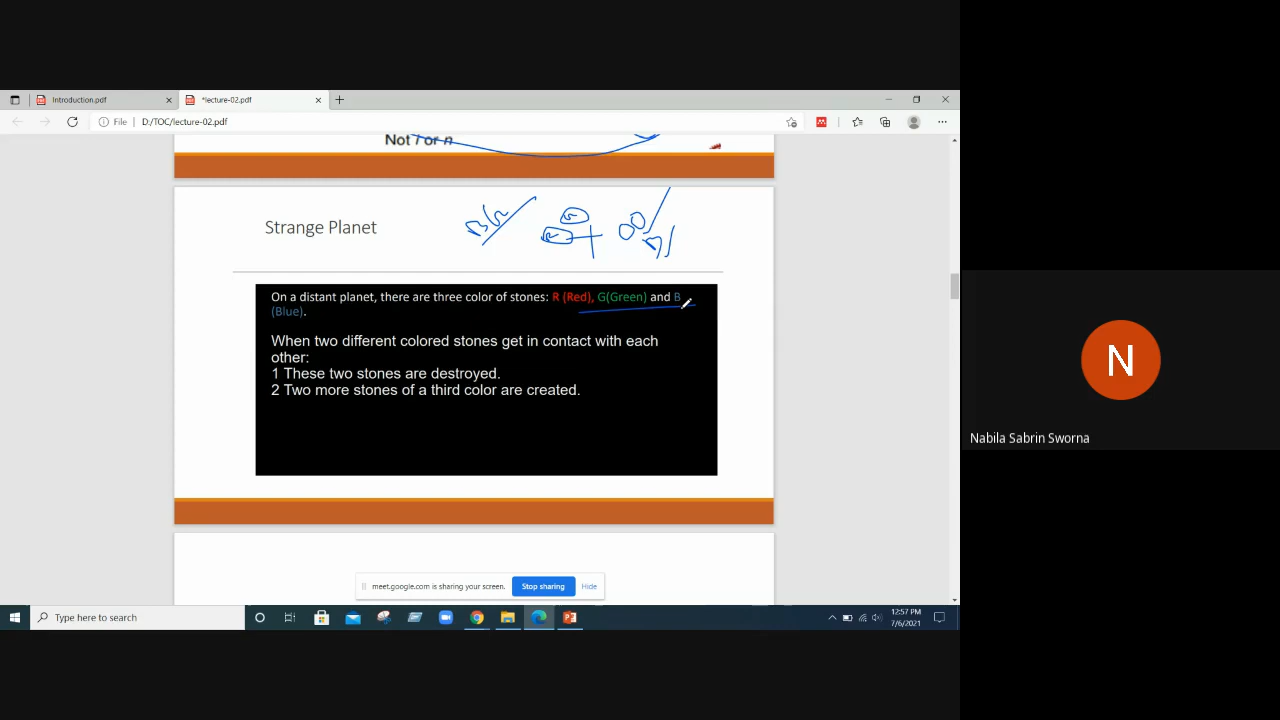 Introduction.pdf
*lecture-02.pdf
File
D:/TOC/lecture-02.pdf
Not l or n
Strange Planet
On a distant planet, there are three color of stones: R (Red), G(Green) and B
(Blue).
When two different colored stones get in contact with each
other:
1 These two stones are destroyed.
2 Two more stones of a third color are created.
N
Nabila Sabrin Sworna
meet.google.com is sharing your screen.
Stop sharing
Hide
Type here to search
12:57 PM
7/6/2021